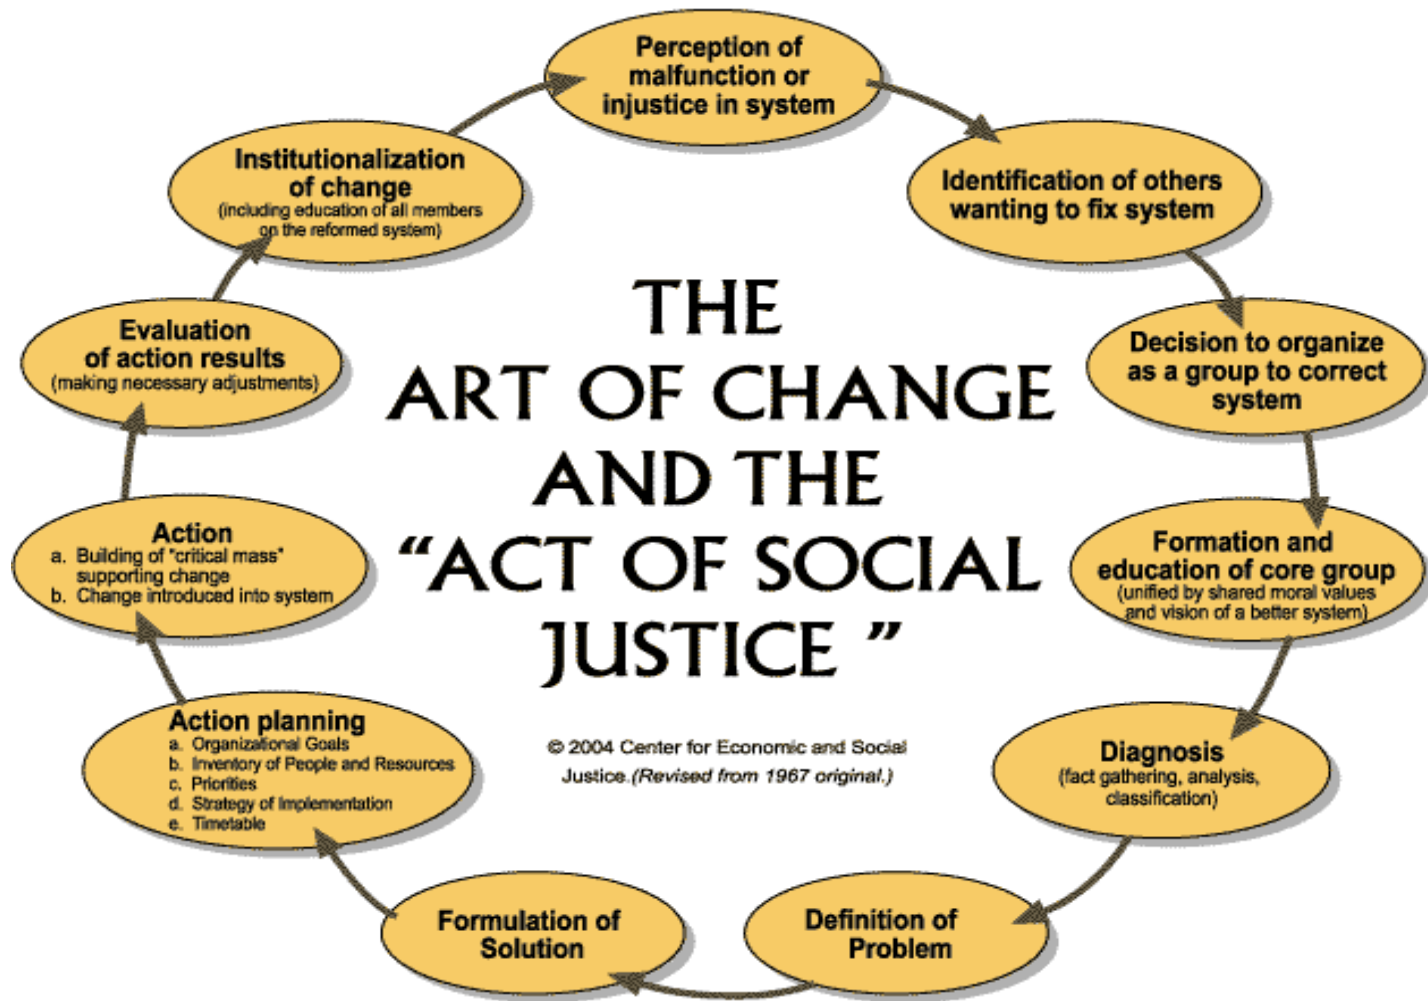 Perception of
malfunction or
injustice in system
Identification of others
wanting to fix system
Decision to organize
as a group to correct
system
Formation and
education of core group
(unified by shared moral values
and vision of a better system)
Diagnosis
(fact gathering, analysis,
classification)
Definition of
Problem
Formulation of
Solution
Action planning
a. Organizational Goals
b. Inventory of People and Resources
c. Priorities
d. Strategy of Implementation
e. Timetable
Action
a. Building of "critical mass"
supporting change
b. Change introduced into system
Evaluation
of action results
(making necessary adjustments)
Institutionalization
of change
(including education of all members
on the reformed system)
THE
ART OF CHANGE
AND THE
“ACT OF SOCIAL
JUSTICE ”
© 2004 Center for Economic and Social
Justice.(Revised from 1967 original.)